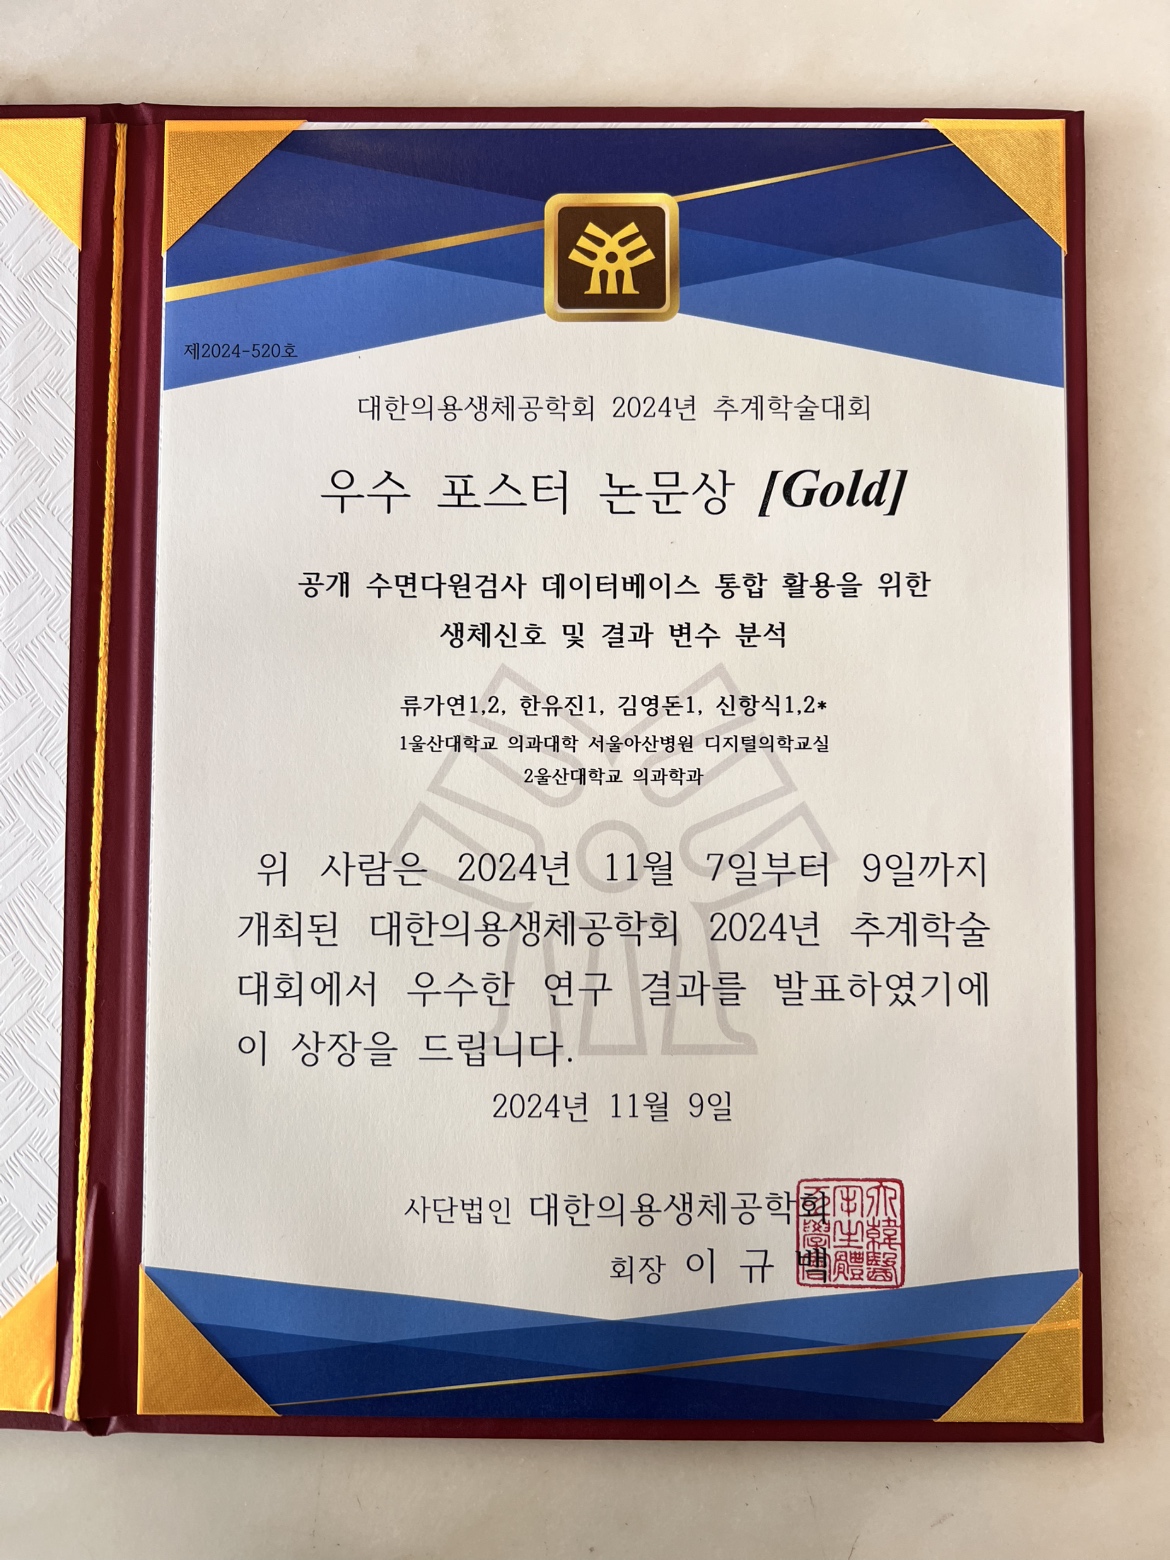 제2024-520호
대한의용생체공학회 2024년 추계학술대회
우수 포스터 논문상 [Gold]
공개 수면다원검사 데이터베이스 통합 활용을 위한
생체신호 및 결과 변수 분석
류가연1,2, 한유진1, 김영돈1, 신항식1,2*
1울산대학교 의과대학 서울아산병원 디지털의학교실
2울산대학교 의과학과
위 사람은 2024년 11월 7일부터 9일까지
개최된 대한의용생체공학회 2024년 추계학술
대회에서 우수한 연구 결과를 발표하였기에
이 상장을 드립니다.
2024년 11월 9일
사단법인 대한의용생체공학회
회장 이 규 백